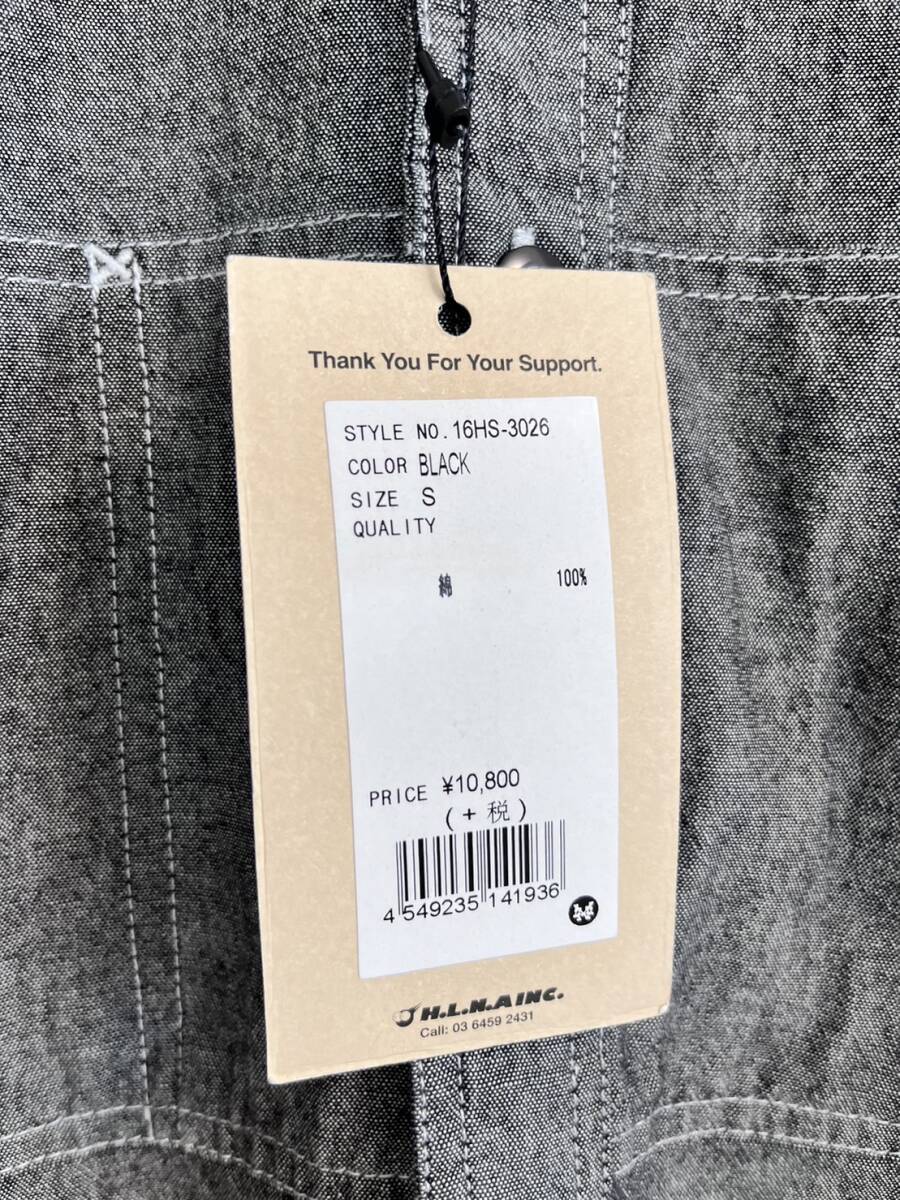 Thank You For Your Support.
STYLE NO. 16HS-3026
COLOR BLACK
SIZE S
QUALITY
綿 100%
PRICE ¥10,800
(+税)
4 549235 141936
H.L.N.A INC.
Call: 03 6459 2431